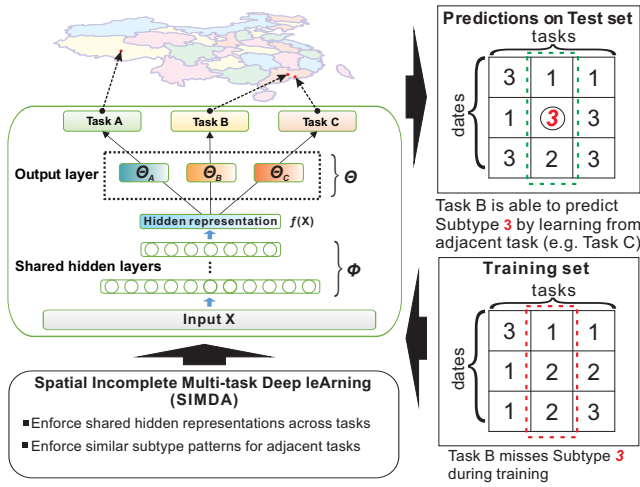 Task A
Task B
Task C
Output layer
Θ_A
Θ_B
Θ_C
Θ
Hidden representation
f(X)
Shared hidden layers
Φ
Input X
Spatial Incomplete Multi-task Deep leArning
(SIMDA)
Enforce shared hidden representations across tasks
Enforce similar subtype patterns for adjacent tasks
Predictions on Test set
tasks
dates
3 1 1
1 3 3
3 2 3
Task B is able to predict
Subtype 3 by learning from
adjacent task (e.g. Task C)
Training set
tasks
dates
3 1 1
1 2 2
1 2 3
Task B misses Subtype 3
during training